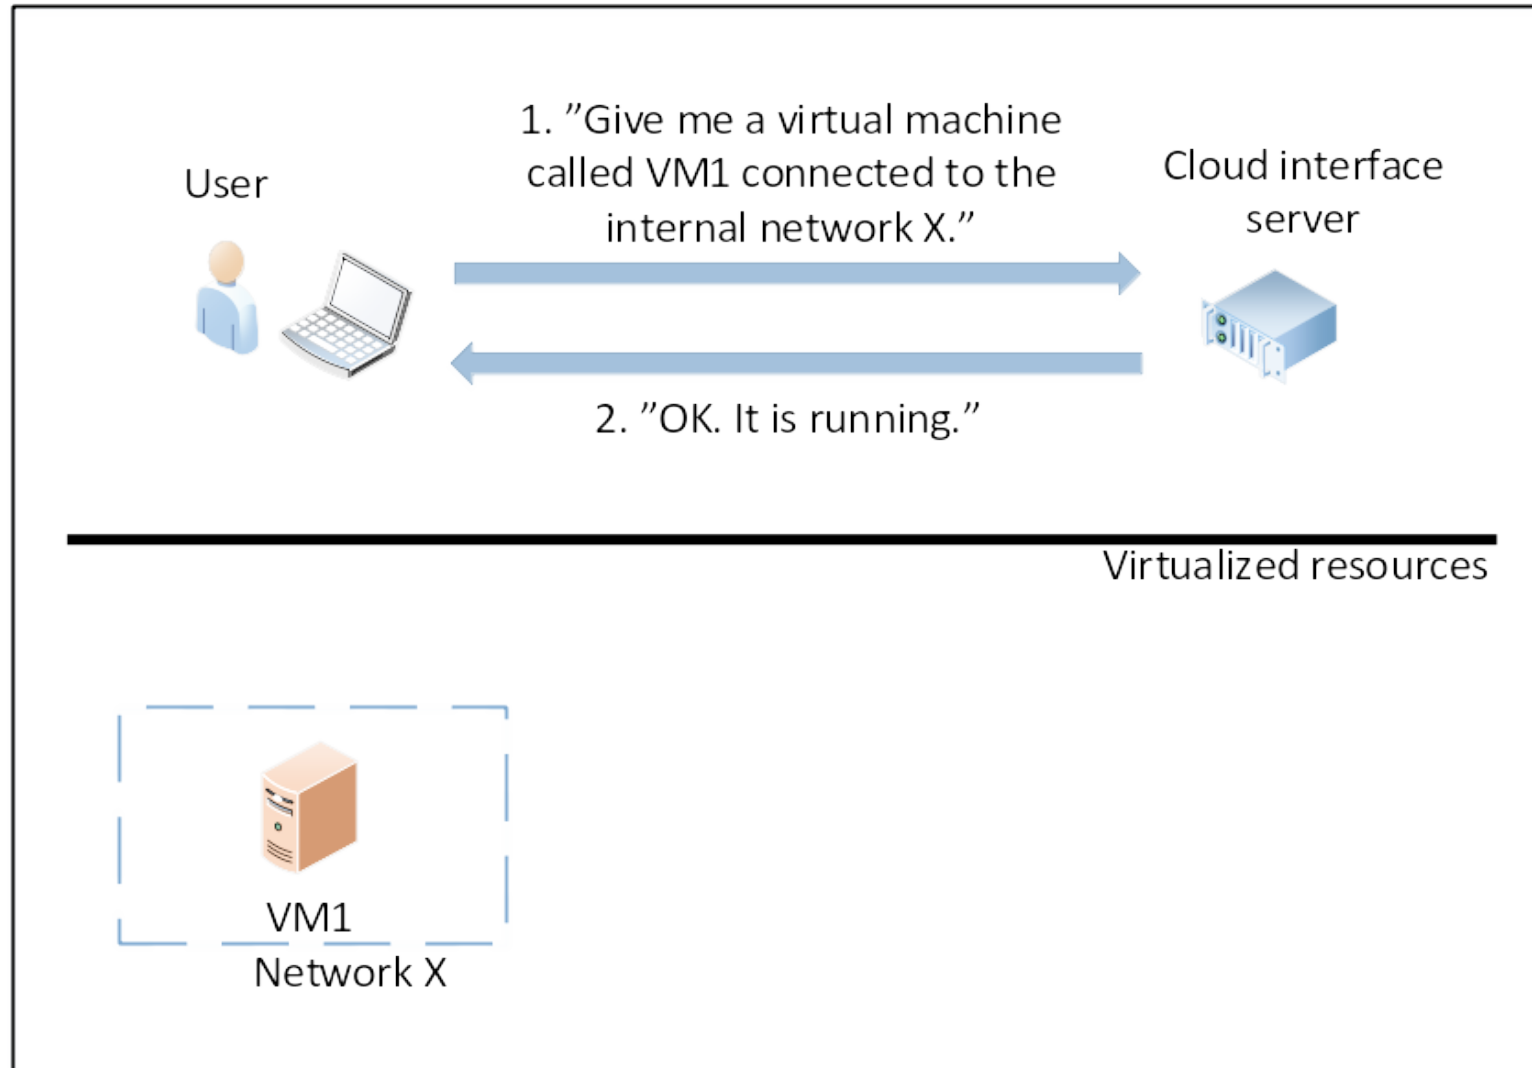 1. ”Give me a virtual machine
called VM1 connected to the
internal network X.”
User
Cloud interface
server
2. ”OK. It is running.”
Virtualized resources
VM1
Network X